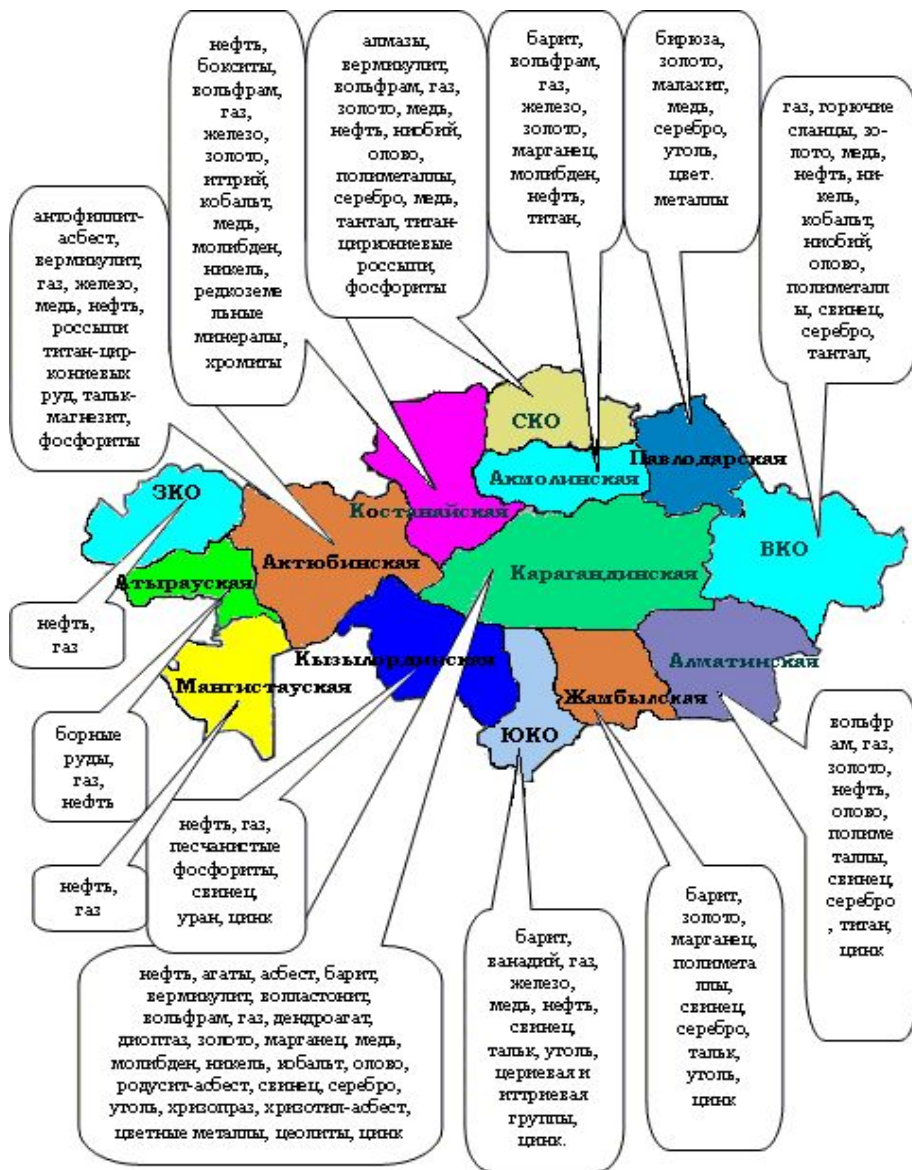 нефть,
бокситы,
вольфрам,
газ,
железо,
золото,
иттрий,
кобальт,
медь,
молибден,
никель,
редкоземе
льные
минералы,
хромиты
алмазы,
вермикулит,
вольфрам, газ,
золото, медь,
нефть, ниобий,
олово,
полиметаллы,
серебро, медь,
тантал, титан-
цириониевые
россыпи,
фосфориты
барит,
вольфрам,
газ,
железо,
золото,
марганец,
молибден,
нефть,
титан,
бирюза,
золото,
малахит,
медь,
серебро,
уголь,
цвет.
металлы
газ, горючие
сланцы, зо-
лото, медь,
нефть, ни-
кель,
кобальт,
ниобий,
олово,
полиметалл
ы, свинец,
серебро,
тантал,
антофиллит-
асбест,
вермикулит,
газ, железо,
медь, нефть,
россыпи
титан-цир-
кониевых
руд, тальк-
магнезит,
фосфориты
СКО
Павлодарская
Акмолинская
ЗКО
Костанайская
ВКО
Актюбинская
Карагандинская
Атырауская
нефть,
газ
Кызылординская
Алматинская
Мангистауская
Жамбылская
ЮКО
борные
руды,
газ,
нефть
нефть,
газ
нефть, газ,
песчанистые
фосфориты,
свинец,
уран, цинк
вольфр
ам, газ,
золото,
нефть,
олово,
полиме
таллы,
свинец,
серебро
, титан,
цинк
нефть, агаты, асбест, барит,
вермикулит, волластонит,
вольфрам, газ, дендроагат,
диоптаз, золото, марганец, медь,
молибден, никель, кобальт, олово,
родусит-асбест, свинец, серебро,
уголь, хризопраз, хризотил-асбест,
цветные металлы, цеолиты, цинк
барит,
ванадий, газ,
железо,
медь, нефть,
свинец,
тальк, уголь,
цериевая и
иттриевая
группы,
цинк.
барит,
золото,
марганец,
полимета
ллы,
свинец,
серебро,
тальк,
уголь,
цинк